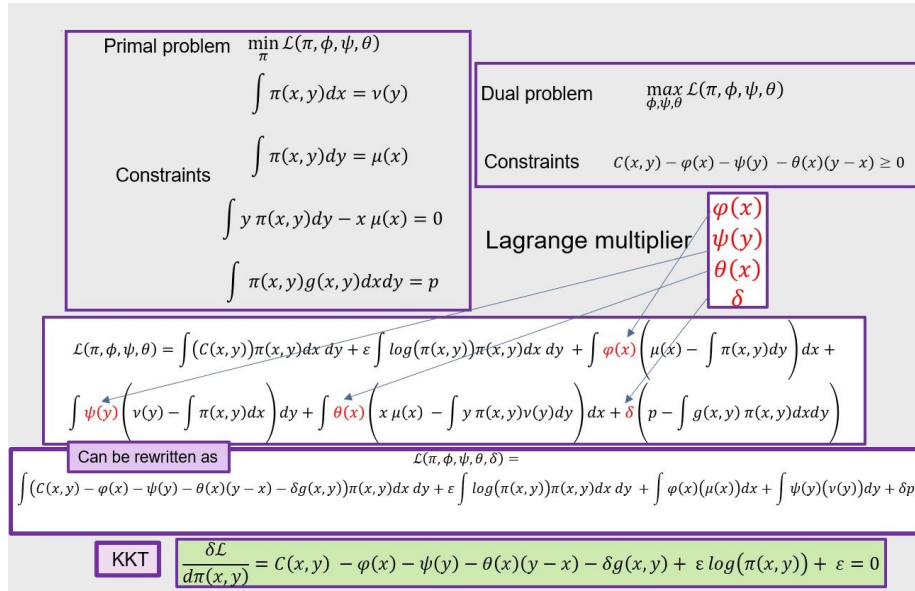 Primal problem min_π ℒ(π, ϕ, ψ, θ)
∫ π(x, y)dx = ν(y)
Constraints
∫ π(x, y)dy = μ(x)
∫ y π(x, y)dy − x μ(x) = 0
∫ π(x, y)g(x, y)dxdy = p
Dual problem max_{ϕ,ψ,θ} ℒ(π, ϕ, ψ, θ)
Constraints C(x, y) − φ(x) − ψ(y) − θ(x)(y − x) ≥ 0
Lagrange multiplier
φ(x)
ψ(y)
θ(x)
δ
ℒ(π, ϕ, ψ, θ) = ∫(C(x, y))π(x, y)dx dy + ε ∫ log(π(x, y))π(x, y)dx dy + ∫ φ(x) (μ(x) − ∫ π(x, y)dy) dx +
∫ ψ(y) (ν(y) − ∫ π(x, y)dx) dy + ∫ θ(x) (x μ(x) − ∫ y π(x, y)ν(y)dy) dx + δ (p − ∫ g(x, y) π(x, y)dxdy)
Can be rewritten as
ℒ(π, ϕ, ψ, θ, δ) =
∫(C(x, y) − φ(x) − ψ(y) − θ(x)(y − x) − δg(x, y))π(x, y)dx dy + ε ∫ log(π(x, y))π(x, y)dx dy + ∫ φ(x)(μ(x))dx + ∫ ψ(y)(ν(y))dy + δp
KKT
δℒ/dπ(x, y) = C(x, y) − φ(x) − ψ(y) − θ(x)(y − x) − δg(x, y) + ε log(π(x, y)) + ε = 0